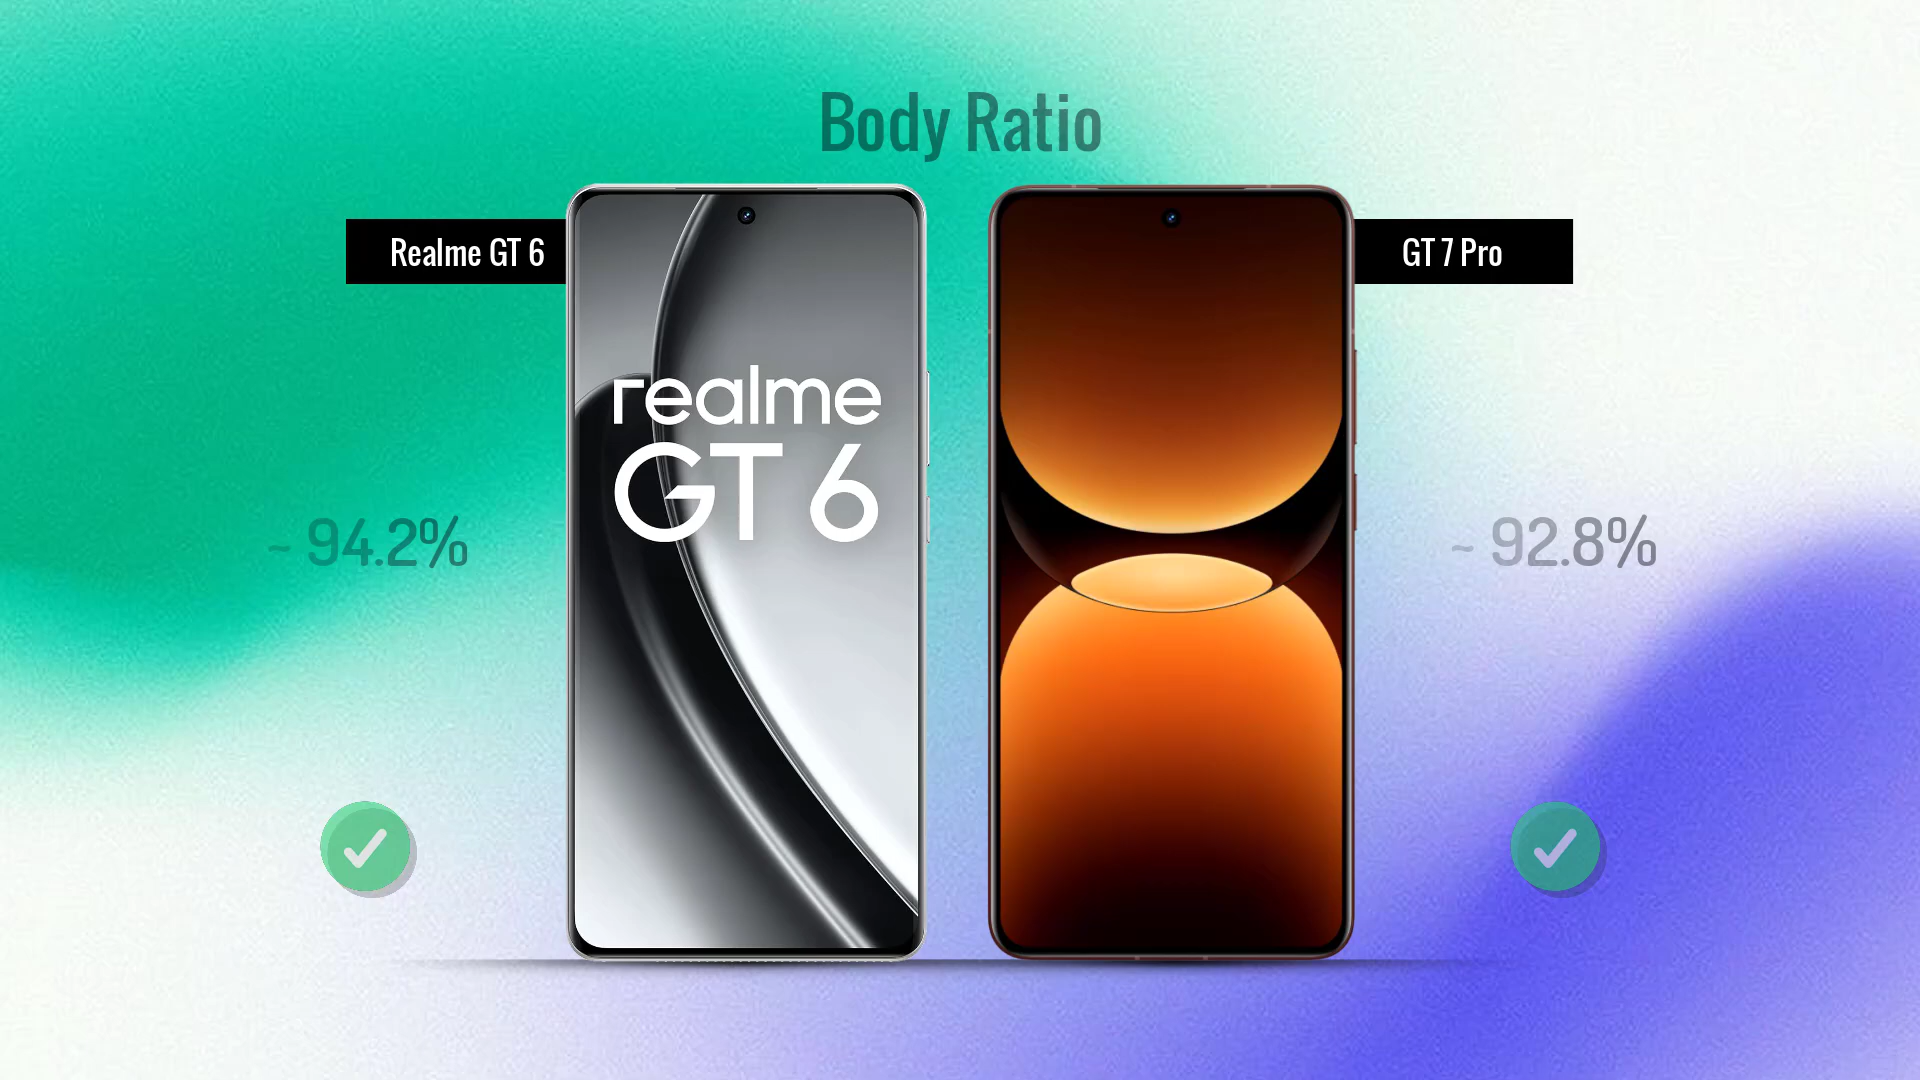 Body Ratio
Realme GT 6
GT 7 Pro
realme
GT 6
~ 94.2%
~ 92.8%